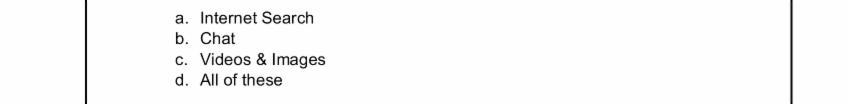 a. Internet Search
b. Chat
c. Videos & Images
d. All of these